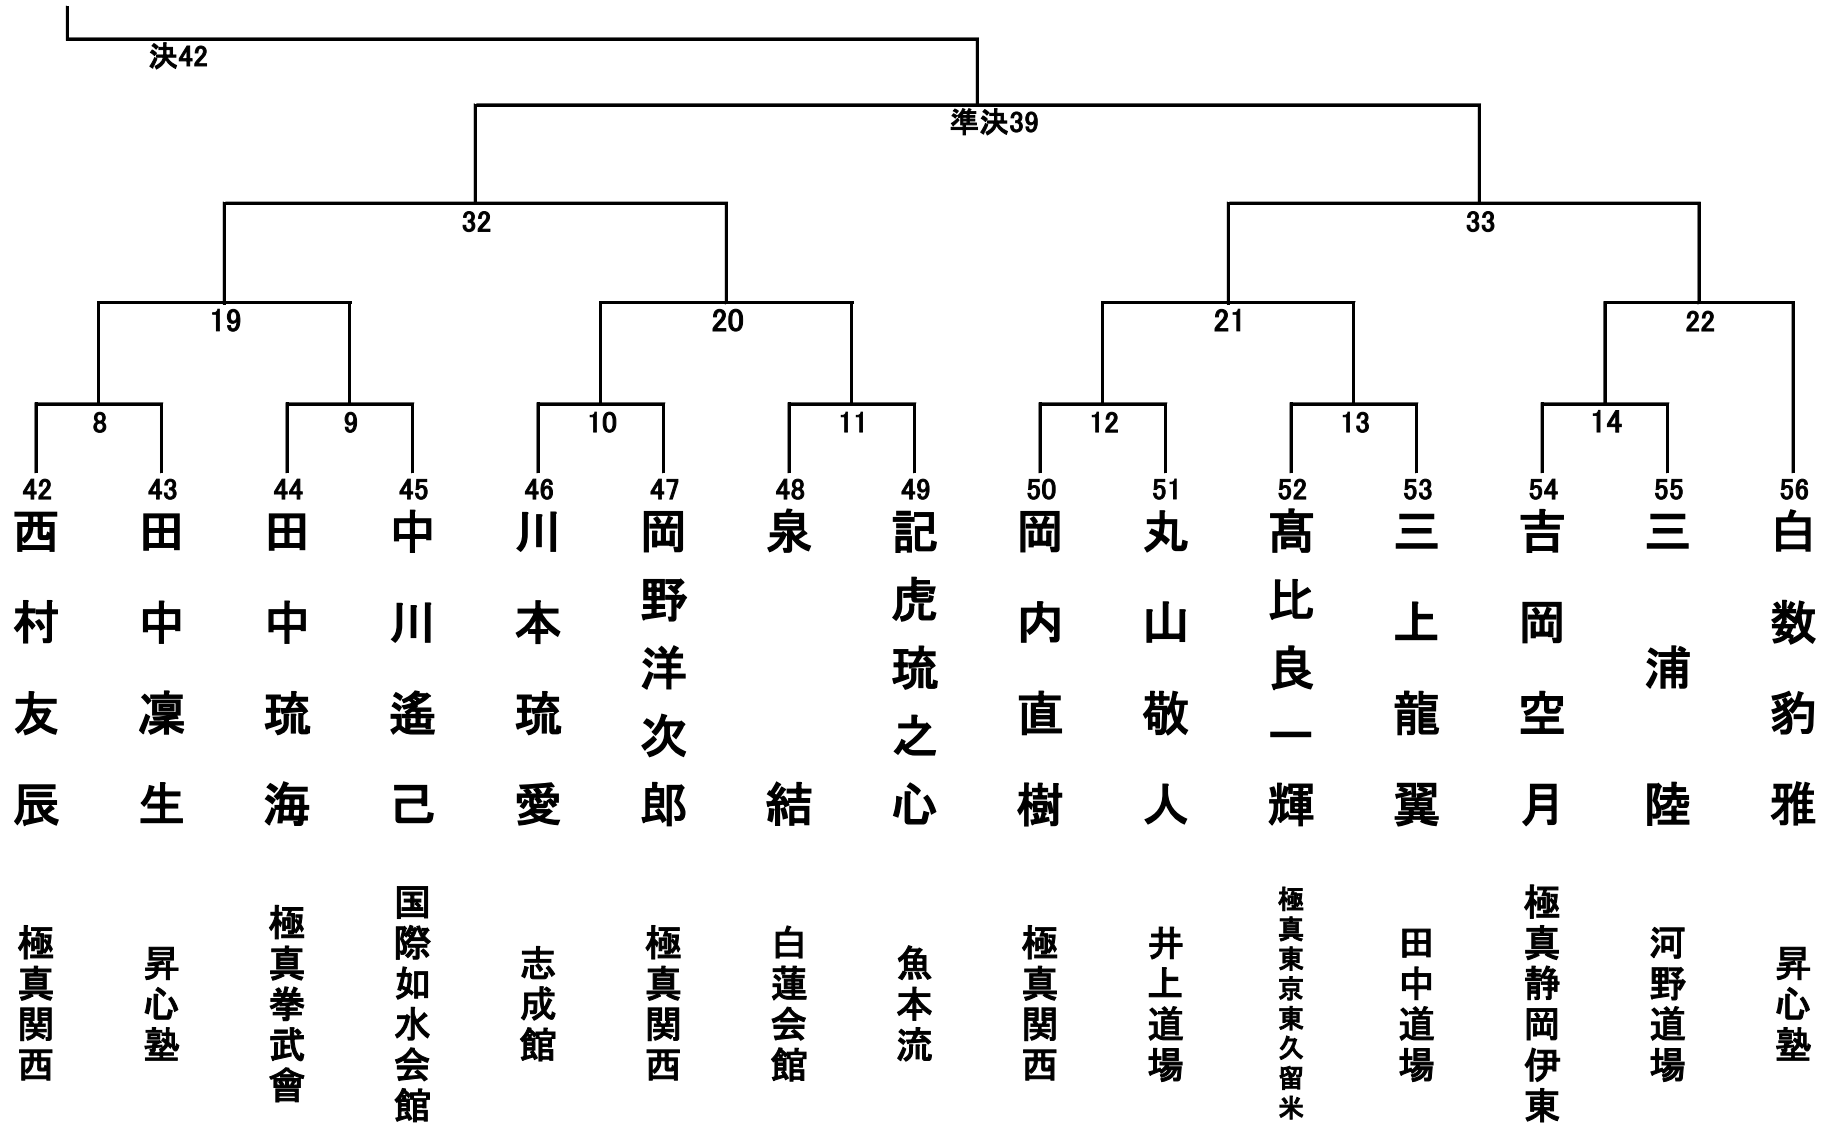 決42
準決39
32
33
19
20
21
22
8
9
10
11
12
13
14
42
43
44
45
46
47
48
49
50
51
52
53
54
55
56
西村友辰
田中凜生
田中琉海
中川遙己
川本琉愛
岡野洋次郎
泉結
記虎琉之心
岡内直樹
丸山敬人
髙比良一輝
三上龍翼
吉岡空月
三浦陸
白数豹雅
極真関西
昇心塾
極真拳武會
国際如水会館
志成館
極真関西
白蓮会館
魚本流
極真関西
井上道場
極真東京東久留米
田中道場
極真静岡伊東
河野道場
昇心塾